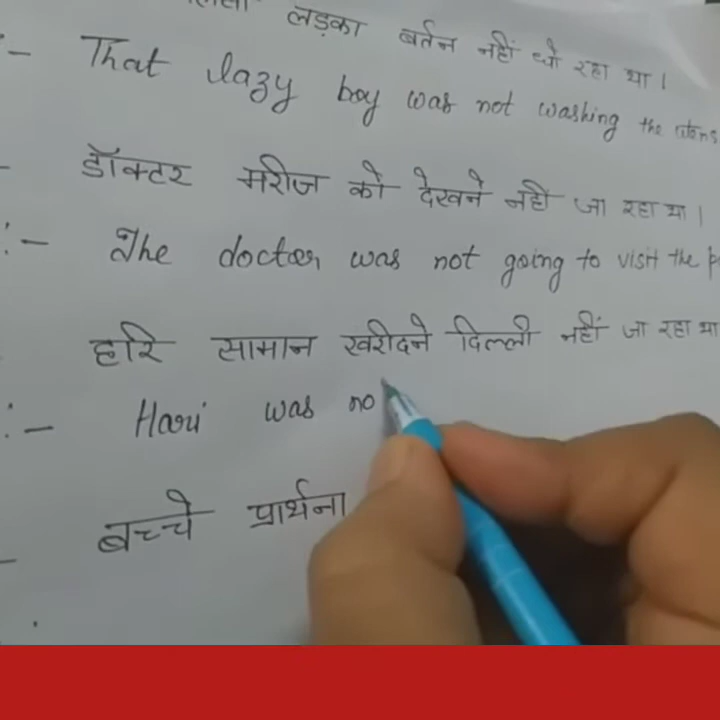 लड़का बर्तन नहीं धो रहा था।
:- That lazy boy was not washing the utens
- डॉक्टर मरीज को देखने नहीं जा रहा था।
:- The doctor was not going to visit the p
हरि सामान खरीदने दिल्ली नहीं जा रहा था
:- Hari was no
- बच्चे प्रार्थना